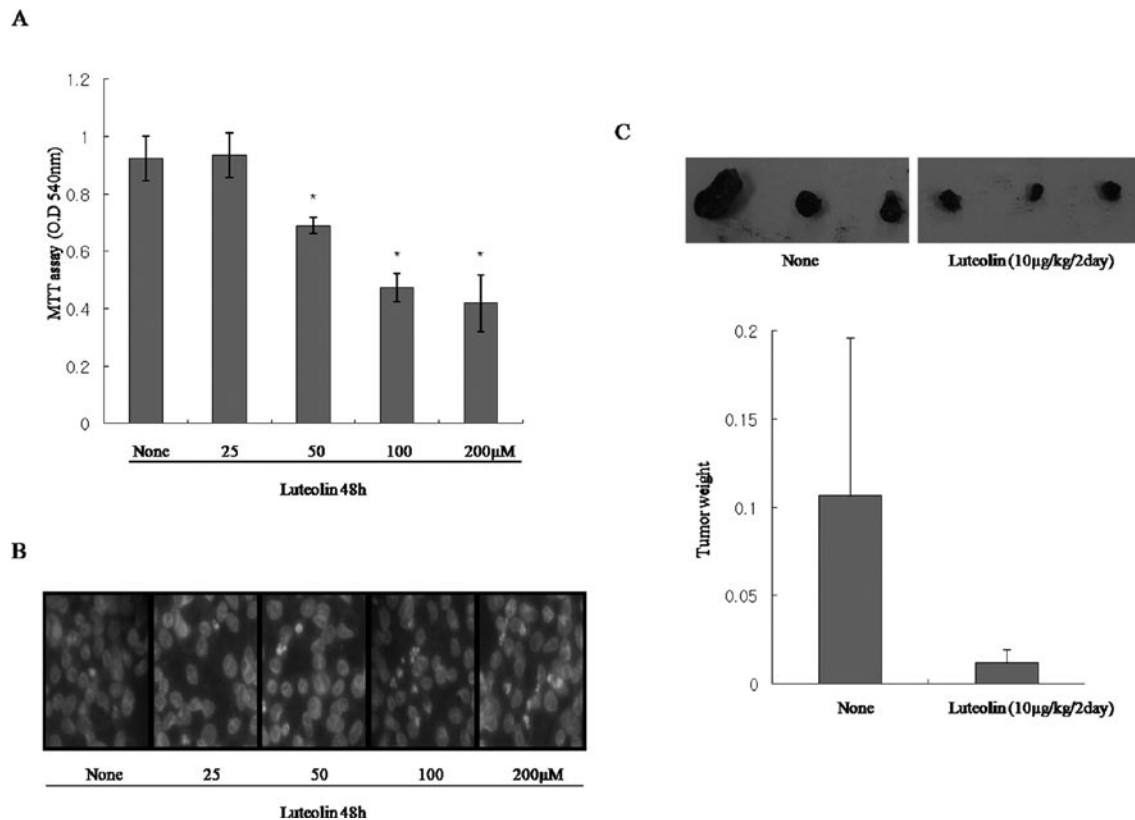 A
1.2
1
0.8
0.6
0.4
0.2
0
MTT assay (O.D 540nm)
*
*
*
None 25 50 100 200μM
Luteolin 48h
B
None 25 50 100 200μM
Luteolin 48h
C
None Luteolin (10μg/kg/2day)
0.2
0.15
0.1
0.05
0
Tumor weight
None Luteolin (10μg/kg/2day)